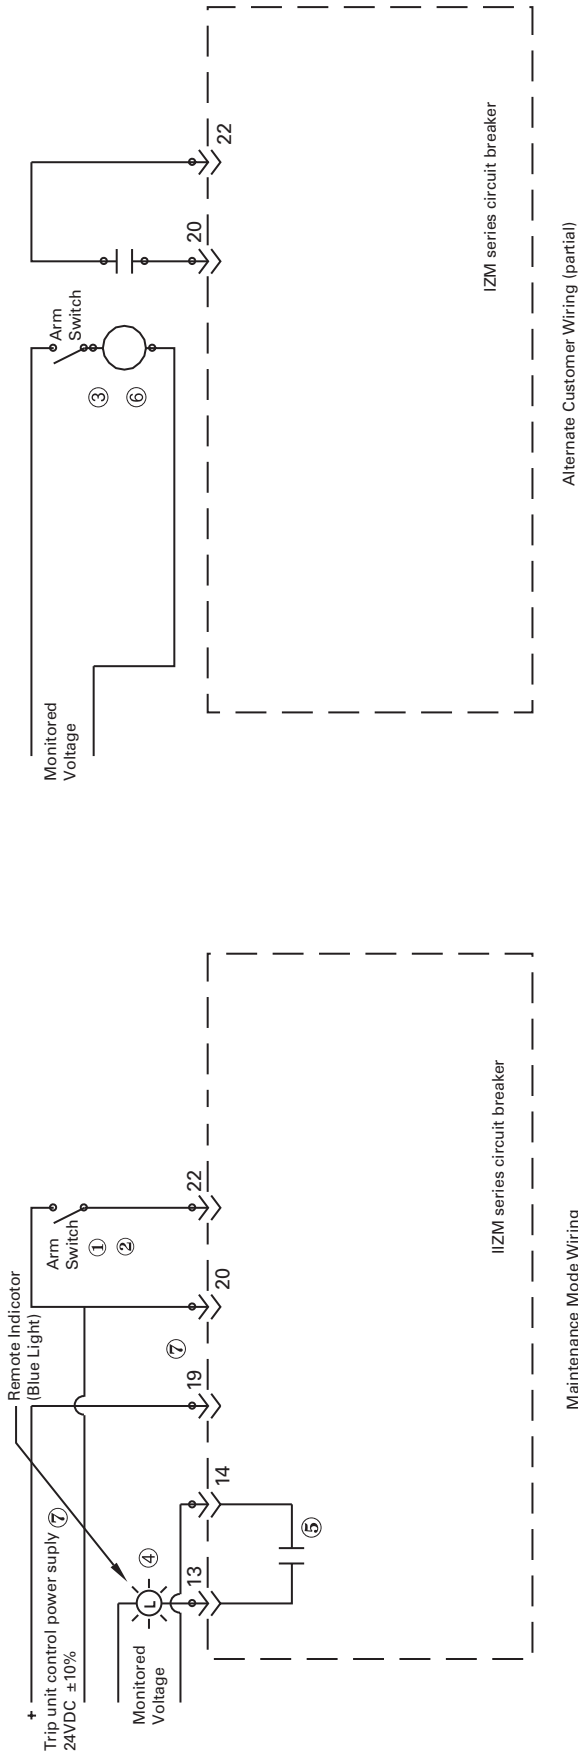 Remote Indicotor
(Blue Light)
+
Trip unit control power suply ⑦
24VDC ±10%
Monitored
Voltage
L
④
13
14
⑤
19
⑦
20
22
Arm
Switch
①
②
IIZM series circuit breaker
Maintenance Mode Wiring
Monitored
Voltage
Arm
Switch
③
⑥
20
22
IZM series circuit breaker
Alternate Customer Wiring (partial)